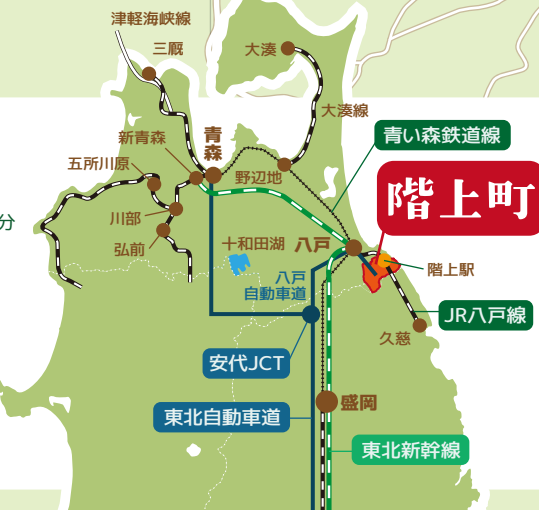 津軽海峡線
三厩
大湊
大湊線
新青森
青森
青い森鉄道線
五所川原
野辺地
階上町
分
川部
弘前
十和田湖
八戸
階上駅
八戸
自動車道
JR八戸線
久慈
安代JCT
盛岡
東北自動車道
東北新幹線